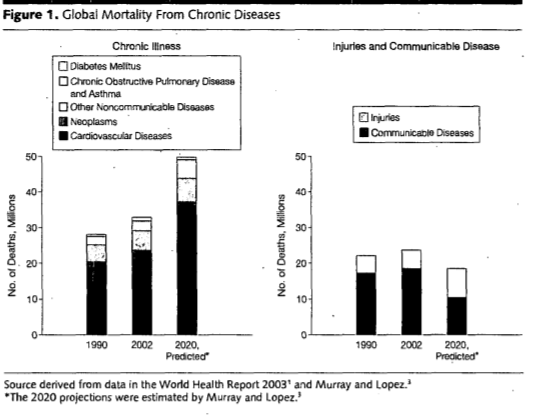 Figure 1. Global Mortality From Chronic Diseases
Chronic Illness
Diabetes Mellitus
Chronic Obstructive Pulmonary Disease
and Asthma
Other Noncommunicable Diseases
Neoplasms
Cardiovascular Diseases
50
40
30
20
10
0
No. of Deaths, Millions
1990
2002
2020,
Predicted*
Injuries and Communicable Disease
Injuries
Communicable Diseases
50
40
30
20
10
0
No. of Deaths, Millions
1990
2002
2020,
Predicted*
Source derived from data in the World Health Report 2003¹ and Murray and Lopez.³
*The 2020 projections were estimated by Murray and Lopez.³